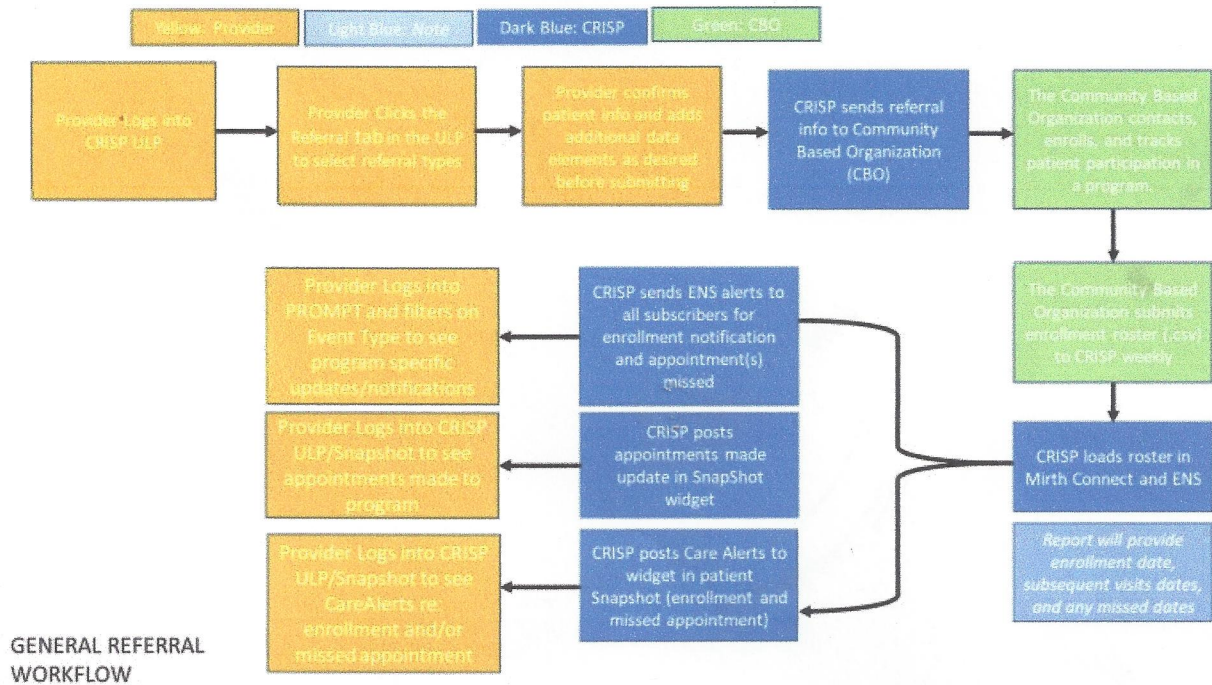 Yellow: Provider
Light Blue: Note
Dark Blue: CRISP
Green: CBO
Provider Logs into
CRISP ULP
Provider Clicks the
Referral Tab in the ULP
to select referral types
Provider confirms
patient info and adds
additional data
elements as desired
before submitting
CRISP sends referral
info to Community
Based Organization
(CBO)
The Community Based
Organization contacts,
enrolls, and tracks
patient participation in
a program.
Provider Logs into
PROMPT and filters on
Event Type to see
program specific
updates/notifications
CRISP sends ENS alerts to
all subscribers for
enrollment notification
and appointment(s)
missed
The Community Based
Organization submits
enrollment roster (.csv)
to CRISP weekly
Provider Logs into CRISP
ULP/Snapshot to see
appointments made to
program
CRISP posts
appointments made
update in SnapShot
widget
CRISP loads roster in
Mirth Connect and ENS
Provider Logs into CRISP
ULP/Snapshot to see
CareAlerts re:
enrollment and/or
missed appointment
CRISP posts Care Alerts to
widget in patient
Snapshot (enrollment and
missed appointment)
Report will provide
enrollment date,
subsequent visits dates,
and any missed dates
GENERAL REFERRAL
WORKFLOW